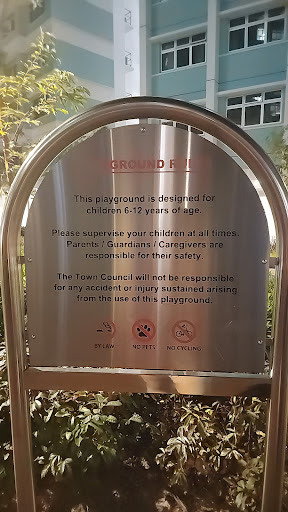 YGROUND RU
This playground is designed for
children 6-12 years of age.
Please supervise your children at all times.
Parents / Guardians / Caregivers are
responsible for their safety.
The Town Council will not be responsible
for any accident or injury sustained arising
from the use of this playground.
BY LAW NO PETS NO CYCLING